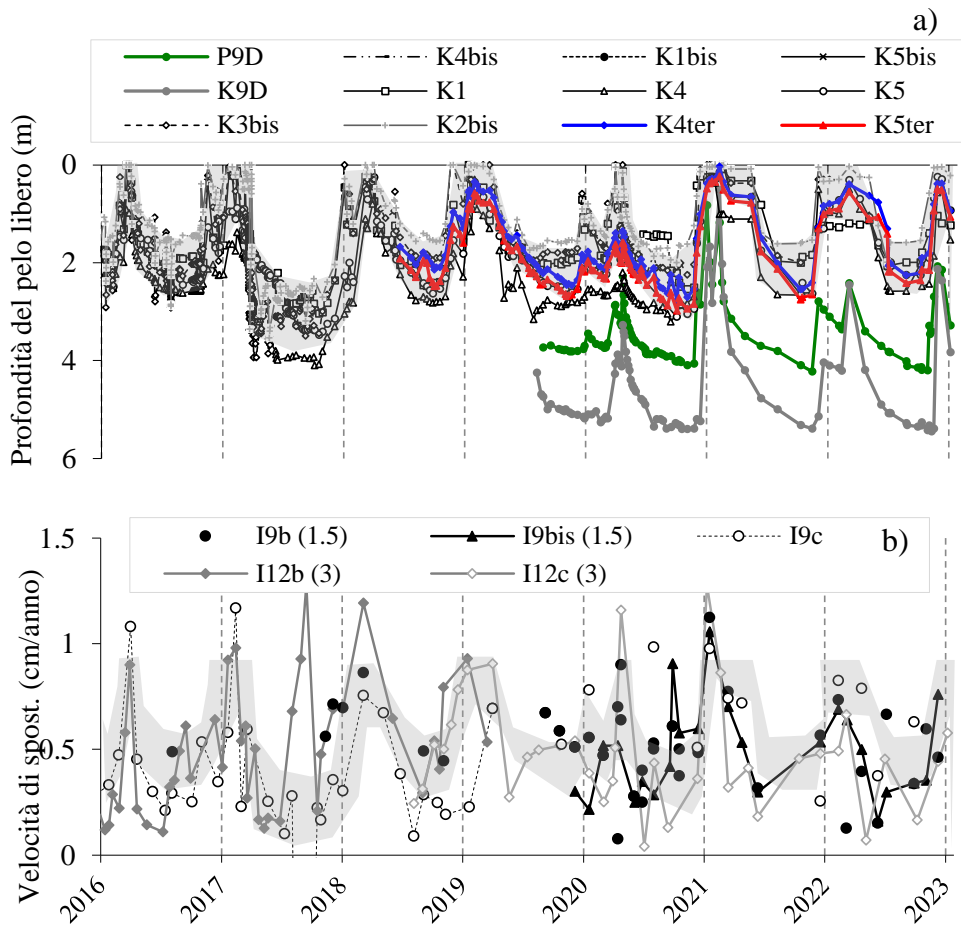 a)
P9D K4bis K1bis K5bis
K9D K1 K4 K5
K3bis K2bis K4ter K5ter
Profondità del pelo libero (m)
0
2
4
6
b)
I9b (1.5) I9bis (1.5) I9c
I12b (3) I12c (3)
Velocità di spost. (cm/anno)
1.5
1
0.5
0
2016 2017 2018 2019 2020 2021 2022 2023